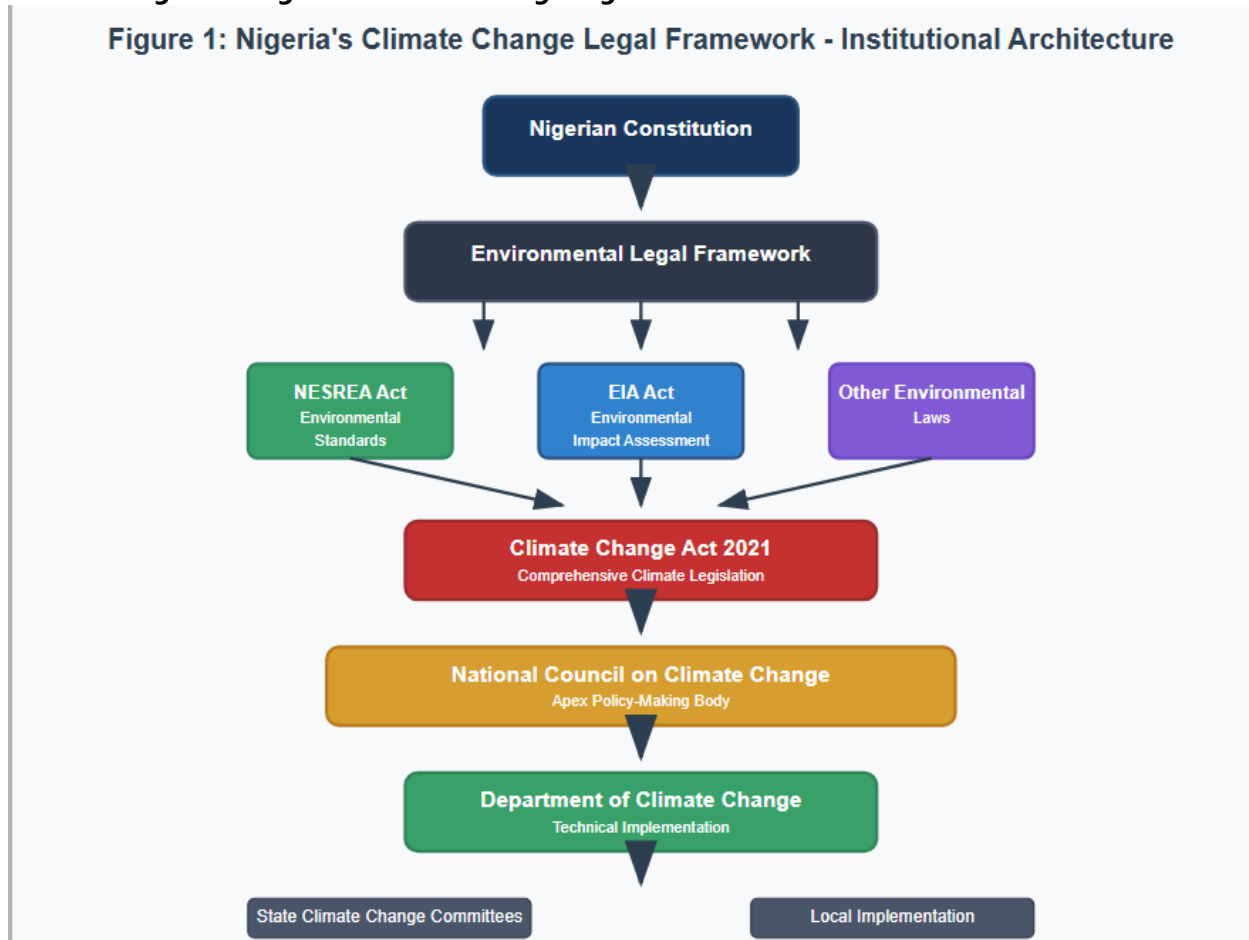 Figure 1: Nigeria's Climate Change Legal Framework - Institutional Architecture
Nigerian Constitution
Environmental Legal Framework
NESREA Act
Environmental
Standards
EIA Act
Environmental
Impact Assessment
Other Environmental
Laws
Climate Change Act 2021
Comprehensive Climate Legislation
National Council on Climate Change
Apex Policy-Making Body
Department of Climate Change
Technical Implementation
State Climate Change Committees
Local Implementation